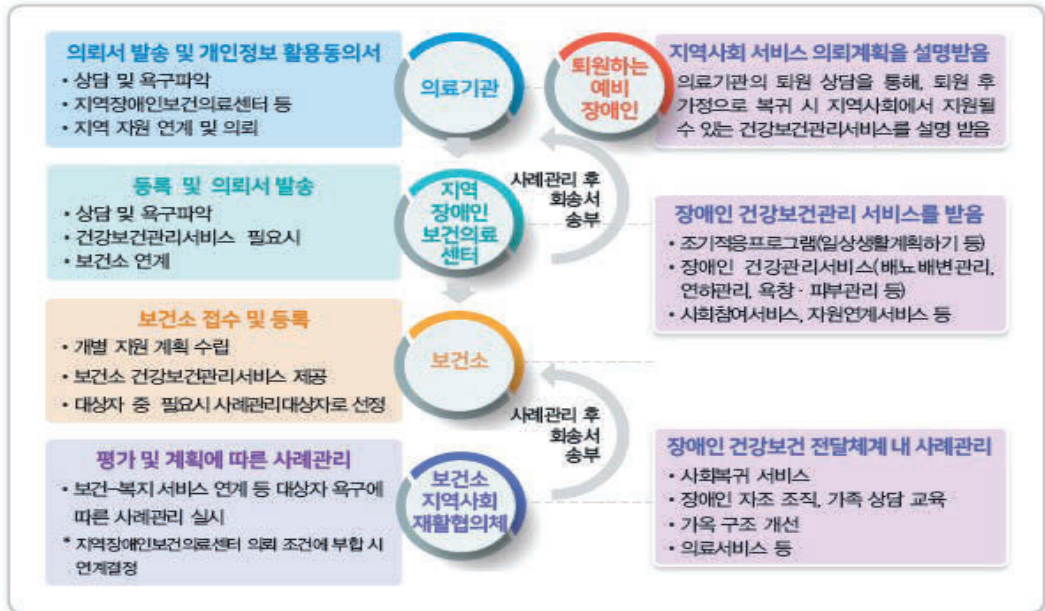 의뢰서 발송 및 개인정보 활용동의서
• 상담 및 욕구파악
• 지역장애인보건의료센터 등
• 지역 자원 연계 및 의뢰
의료기관
퇴원하는
예비
장애인
지역사회 서비스 의뢰계획을 설명받음
의료기관의 퇴원 상담을 통해, 퇴원 후
가정으로 복귀 시 지역사회에서 지원될
수 있는 건강보건관리서비스를 설명 받음
등록 및 의뢰서 발송
• 상담 및 욕구파악
• 건강보건관리서비스 필요시
• 보건소 연계
지역
장애인
보건의료
센터
사례관리 후
회송서
송부
장애인 건강보건관리 서비스를 받음
• 조기적응프로그램(일상생활계획하기 등)
• 장애인 건강관리서비스(배뇨배변관리,
연하관리, 욕창·피부관리 등)
• 사회참여서비스, 자원연계서비스 등
보건소 접수 및 등록
• 개별 지원 계획 수립
• 보건소 건강보건관리서비스 제공
• 대상자 중 필요시 사례관리대상자로 선정
보건소
사례관리 후
회송서
송부
평가 및 계획에 따른 사례관리
• 보건-복지 서비스 연계 등 대상자 욕구에
따른 사례관리 실시
* 지역장애인보건의료센터 의뢰 조건에 부합 시
연계결정
보건소
지역사회
재활협의체
장애인 건강보건 전달체계 내 사례관리
• 사회복귀 서비스
• 장애인 자조 조직, 가족 상담 교육
• 가옥 구조 개선
• 의료서비스 등